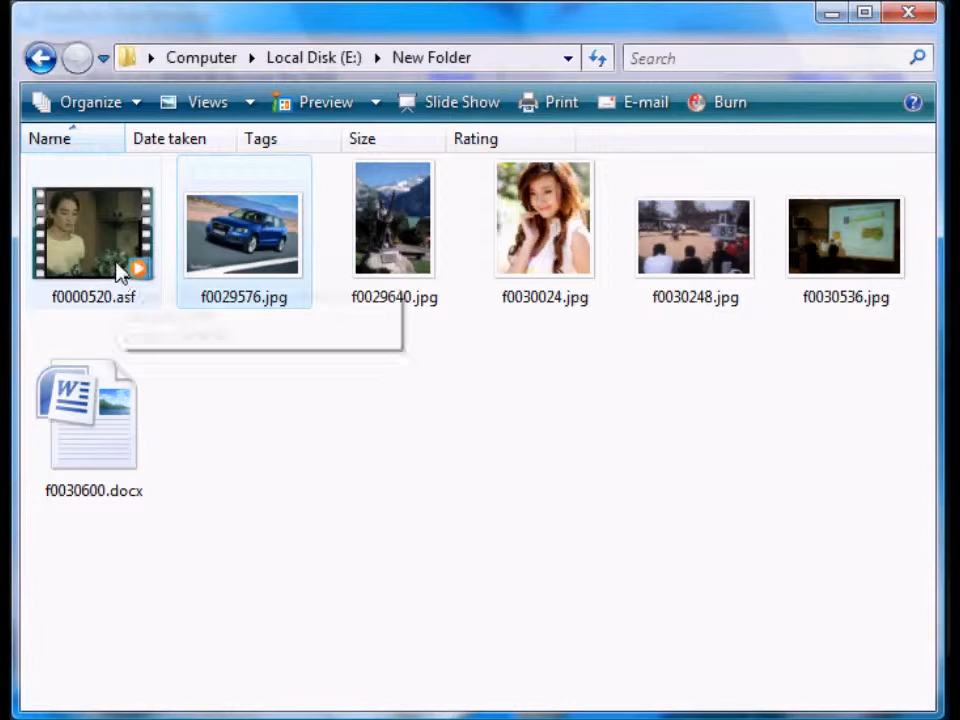 Computer Local Disk (E:) New Folder Search
Organize Views Preview Slide Show Print E-mail Burn
Name Date taken Tags Size Rating
f0000520.asf f0029576.jpg f0029640.jpg f0030024.jpg f0030248.jpg f0030536.jpg
W
f0030600.docx